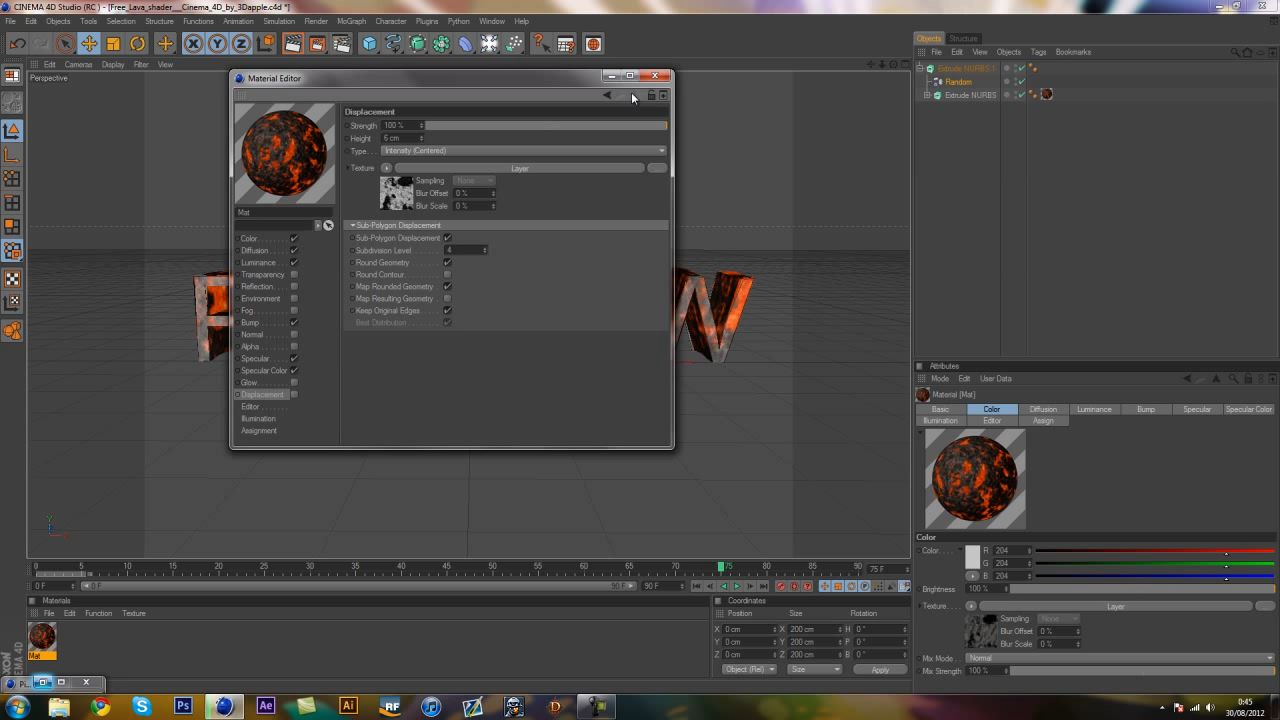 CINEMA 4D Studio (RC) - [Free_Lava_shader__Cinema_4D_by_3Dapple.c4d *]
File Edit Objects Tools Selection Structure Functions Animation Simulate Render MoGraph Character Plugins Python Window Help
Edit Cameras Display Filter View
Perspective
Material Editor
Displacement
Strength 100 %
Height 6 cm
Type. . . Intensity (Centered)
Texture Layer
Sampling None
Blur Offset 0 %
Blur Scale 0 %
Sub-Polygon Displacement
Sub-Polygon Displacement
Subdivision Level. 4
Round Geometry
Round Contour
Map Rounded Geometry
Map Resulting Geometry
Keep Original Edges
Best Distribution
Mat
Color
Diffusion
Luminance
Transparency
Reflection
Environment
Fog
Bump
Normal
Alpha
Specular
Specular Color
Glow
Displacement
Editor
Illumination
Assignment
W
Objects Structure
File Edit View Objects Tags Bookmarks
Extrude NURBS 1
Random
Extrude NURBS
Attributes
Mode Edit User Data
Material [Mat]
Basic Color Diffusion Luminance Bump Specular Specular Color
Illumination Editor Assign
Color
Color. . . . R 204
G 204
B 204
Brightness 100 %
Texture. . . . Layer
Sampling None
Blur Offset 0 %
Blur Scale 0 %
Mix Mode Normal
Mix Strength 100 %
0 5 10 15 20 25 30 35 40 45 50 55 60 65 70 75 80 85 90 75 F
0 F 0 F 90 F 90 F
Materials
File Edit Function Texture
Mat
Coordinates
Position Size Rotation
X 0 cm X 200 cm H 0 °
Y 0 cm Y 200 cm P 0 °
Z 0 cm Z 200 cm B 0 °
Object (Rel) Size Apply
0:45
30/08/2012